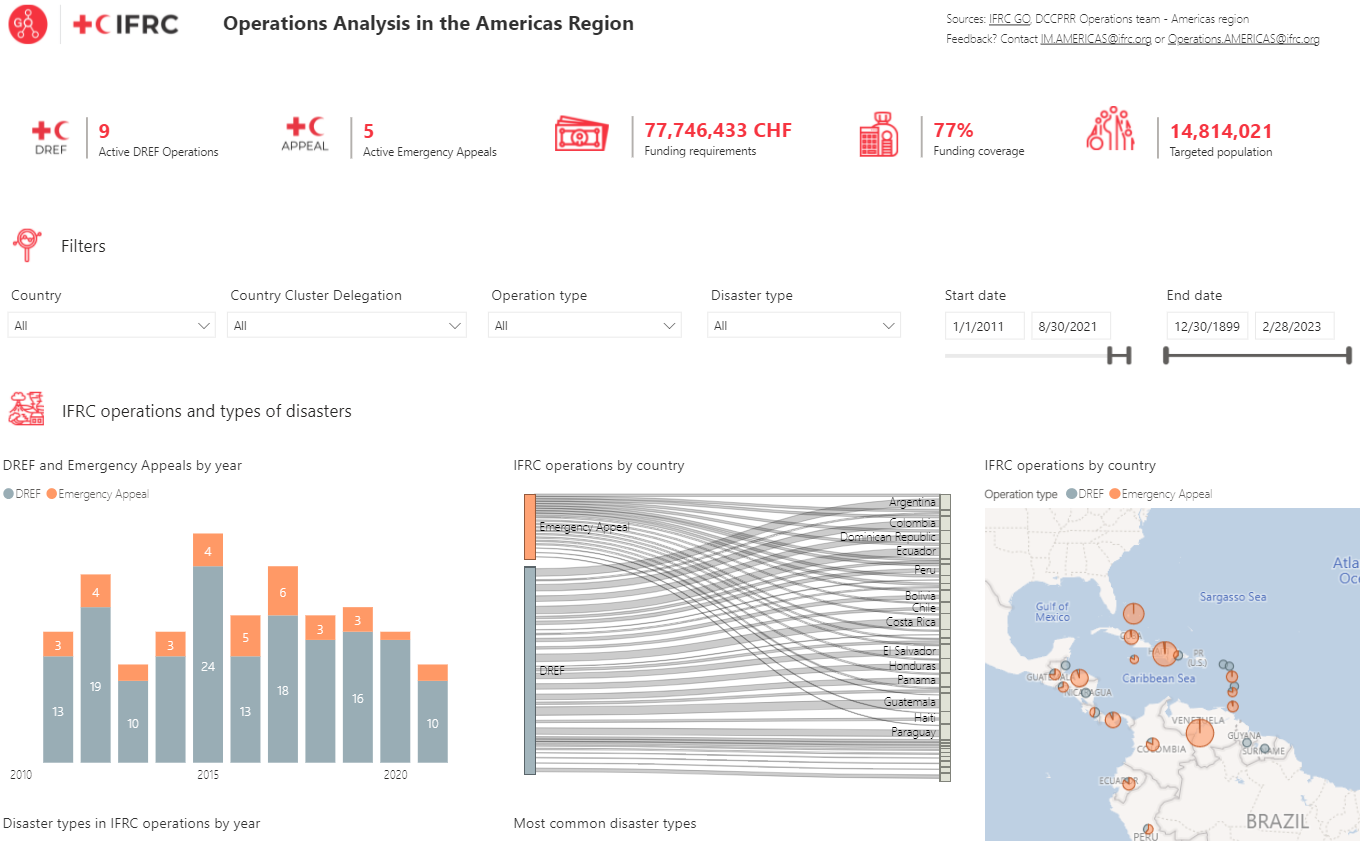 GO
IFRC
Operations Analysis in the Americas Region
Sources: IFRC GO, DCCPRR Operations team - Americas region
Feedback? Contact IM.AMERICAS@ifrc.org or Operations.AMERICAS@ifrc.org
DREF
9
Active DREF Operations
APPEAL
5
Active Emergency Appeals
77,746,433 CHF
Funding requirements
77%
Funding coverage
14,814,021
Targeted population
Filters
Country
All
Country Cluster Delegation
All
Operation type
All
Disaster type
All
Start date
1/1/2011
8/30/2021
End date
12/30/1899
2/28/2023
IFRC operations and types of disasters
DREF and Emergency Appeals by year
DREF
Emergency Appeal
3
13
4
19
10
3
4
24
5
13
6
18
3
3
16
10
2010
2015
2020
IFRC operations by country
Emergency Appeal
DREF
Argentina
Colombia
Dominican Republic
Ecuador
Peru
Bolivia
Chile
Costa Rica
El Salvador
Honduras
Panama
Guatemala
Haiti
Paraguay
IFRC operations by country
Operation type
DREF
Emergency Appeal
Gulf of
Mexico
Sargasso Sea
PR
(U.S.)
Caribbean Sea
VENEZUELA
GUYANA
SURINAME
COLOMBIA
BRAZIL
PERU
Disaster types in IFRC operations by year
Most common disaster types